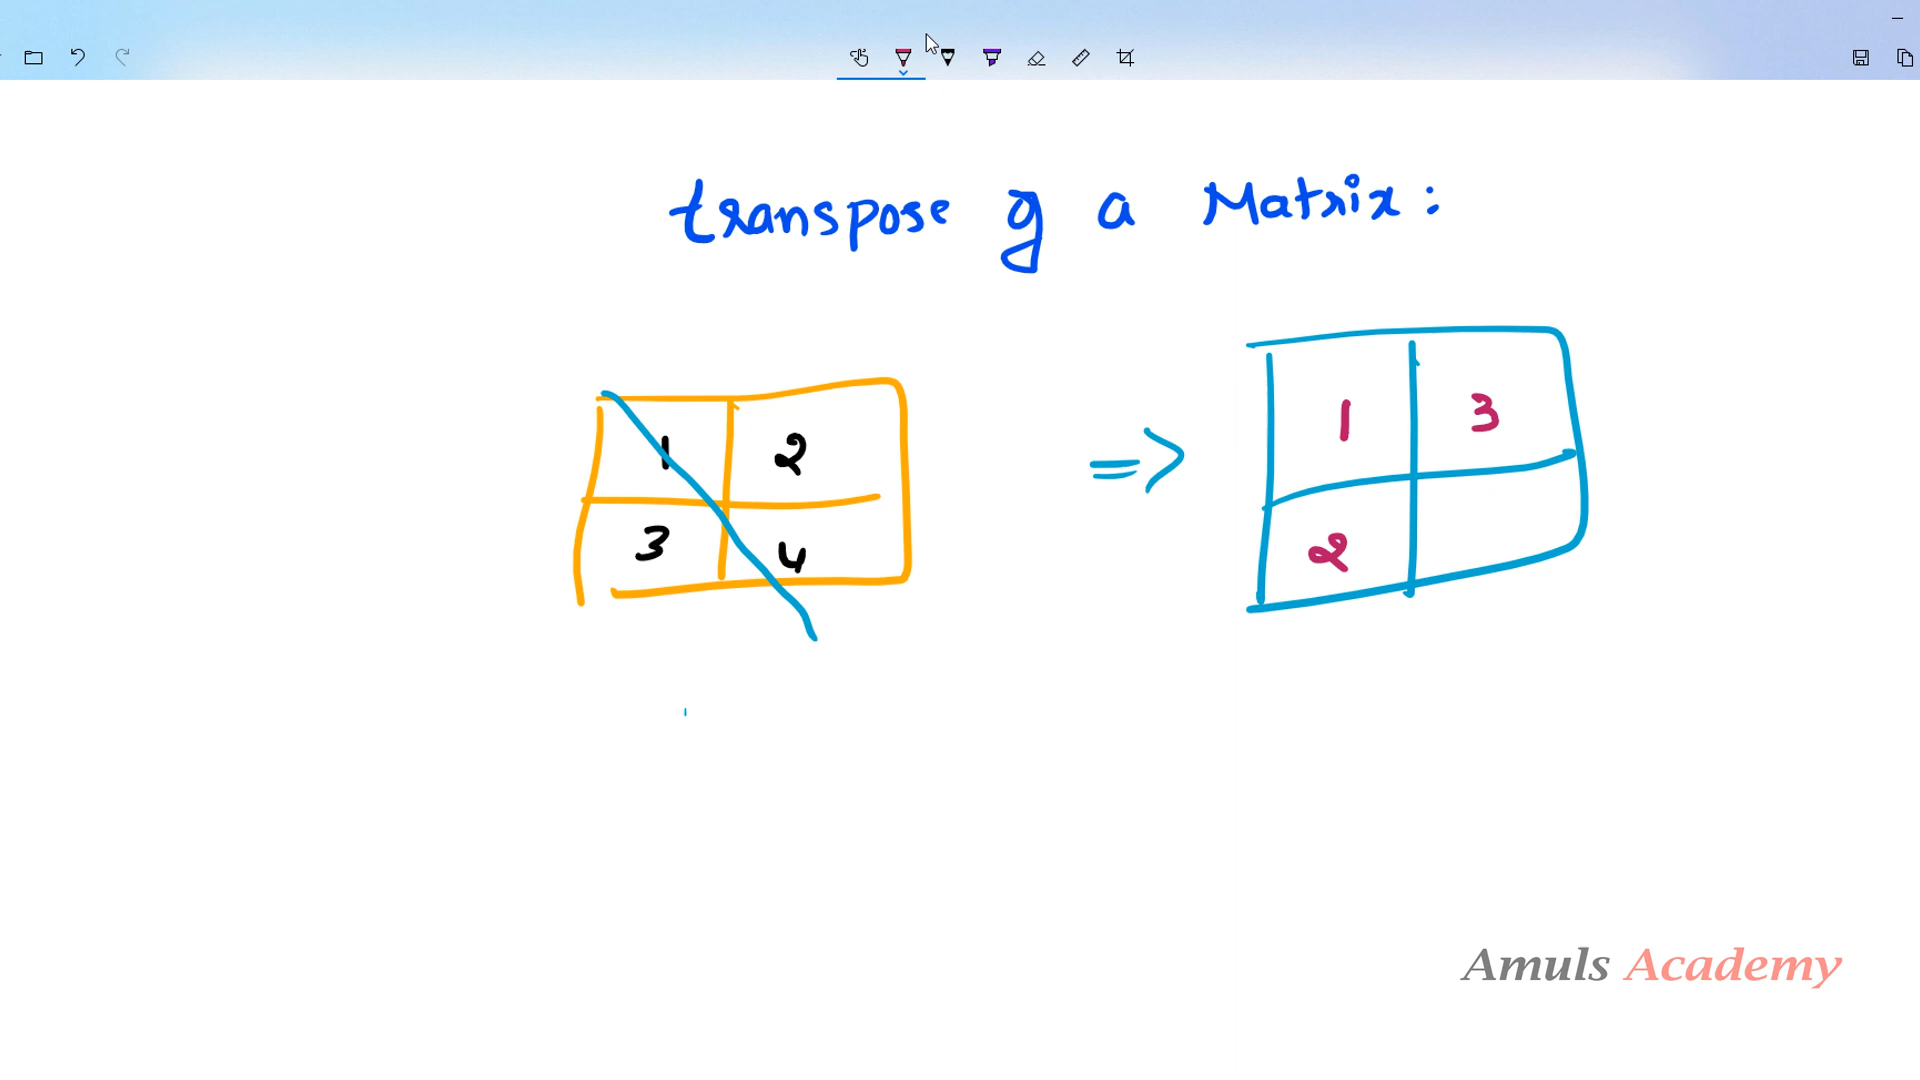 transpose of a Matrix:
1 2
3 4
=>
1 3
2
Amuls Academy